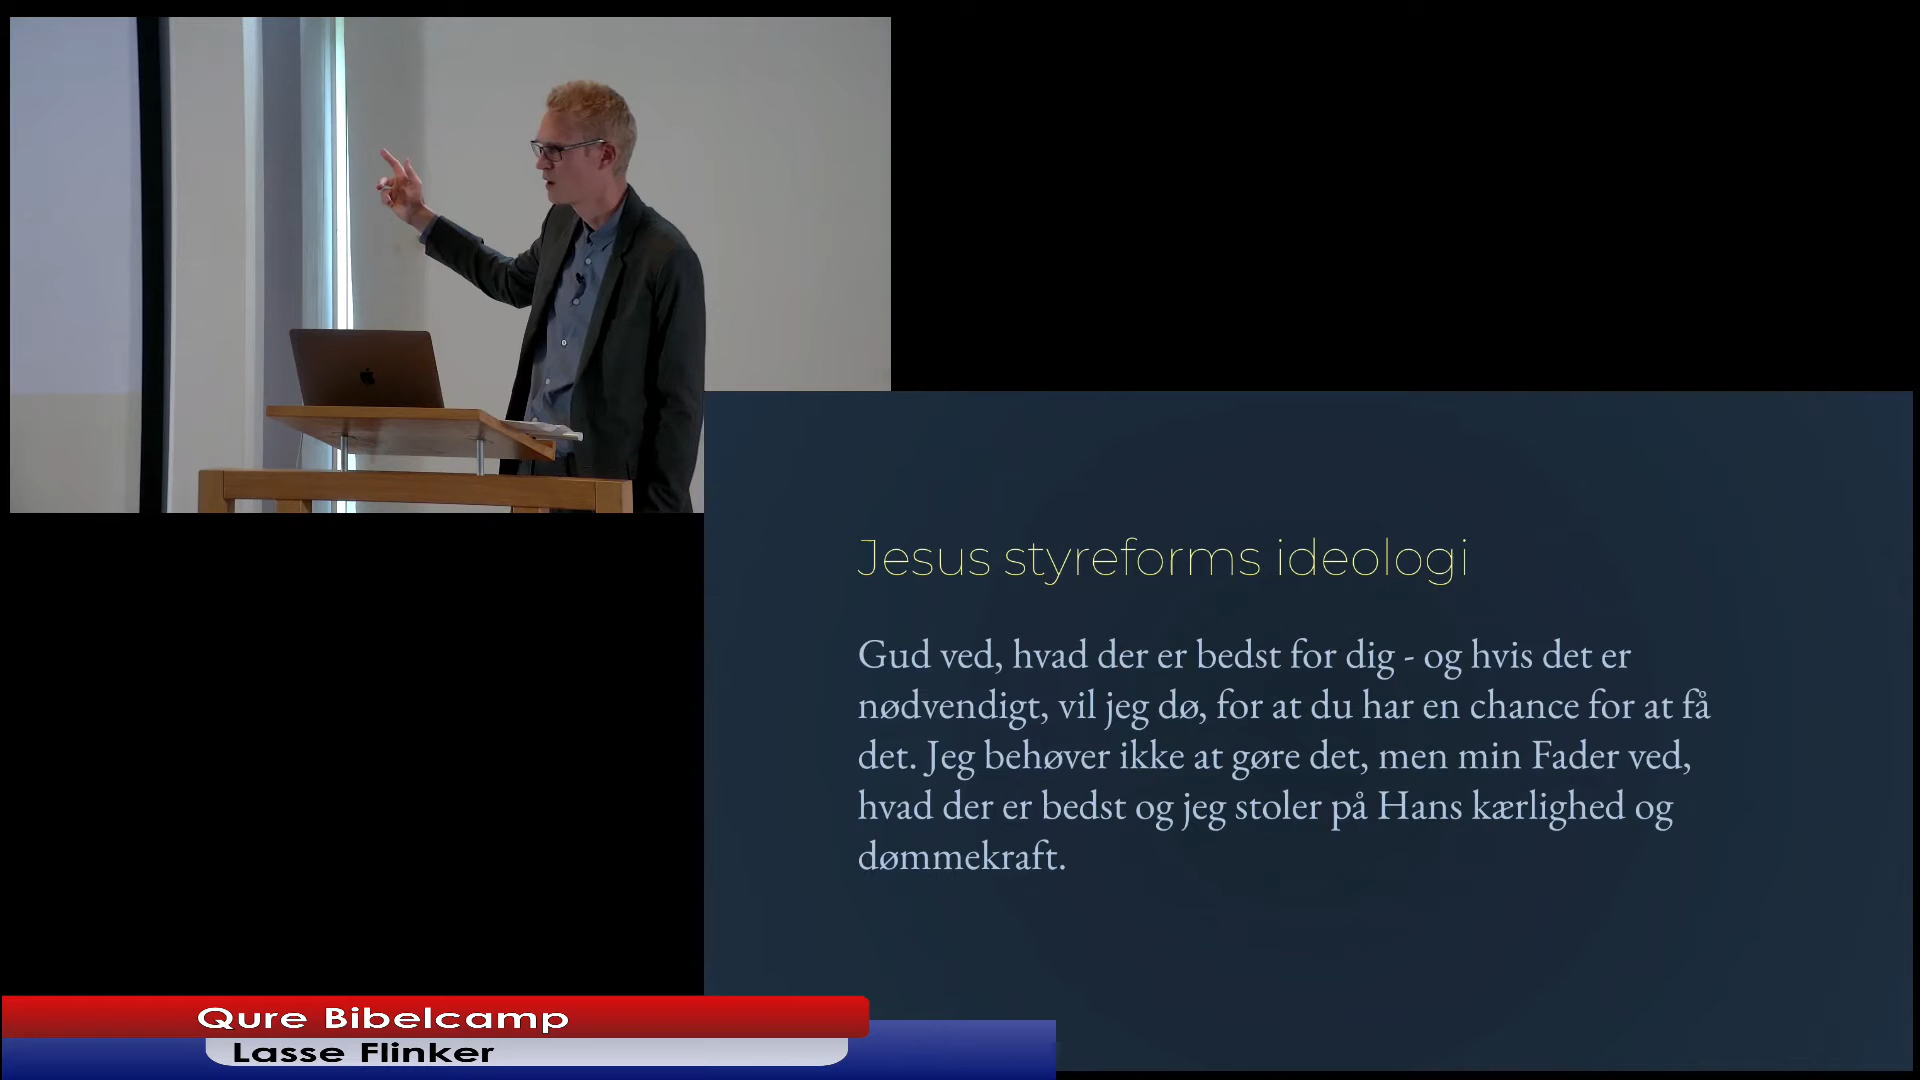 Jesus styreforms ideologi
Gud ved, hvad der er bedst for dig - og hvis det er
nødvendigt, vil jeg dø, for at du har en chance for at få
det. Jeg behøver ikke at gøre det, men min Fader ved,
hvad der er bedst og jeg stoler på Hans kærlighed og
dømmekraft.
Qure Bibelcamp
Lasse Flinker